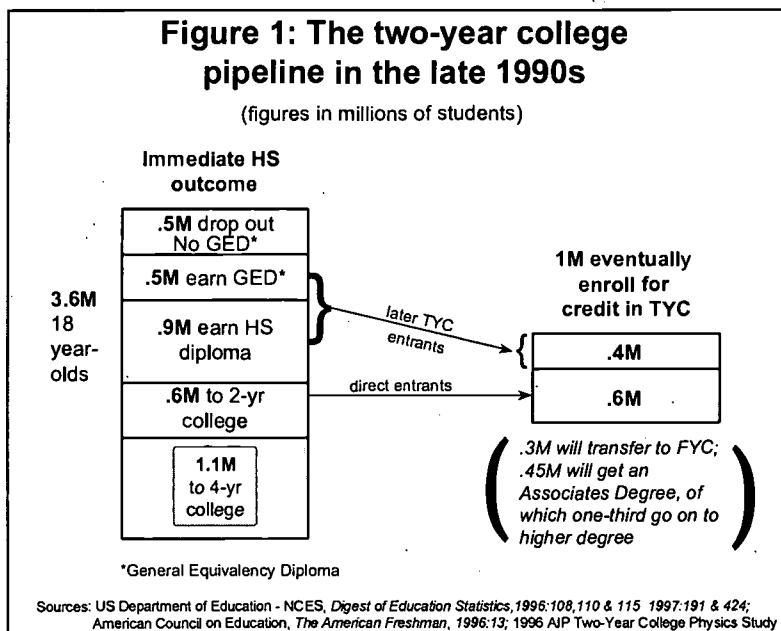 Figure 1: The two-year college
pipeline in the late 1990s
(figures in millions of students)
Immediate HS
outcome
3.6M
18
year-
olds
.5M drop out
No GED*
.5M earn GED*
.9M earn HS
diploma
.6M to 2-yr
college
1.1M
to 4-yr
college
later TYC
entrants
direct entrants
1M eventually
enroll for
credit in TYC
.4M
.6M
( .3M will transfer to FYC;
.45M will get an
Associates Degree, of
which one-third go on to
higher degree )
*General Equivalency Diploma
Sources: US Department of Education - NCES, Digest of Education Statistics,1996:108,110 & 115 1997:191 & 424;
American Council on Education, The American Freshman, 1996:13; 1996 AIP Two-Year College Physics Study